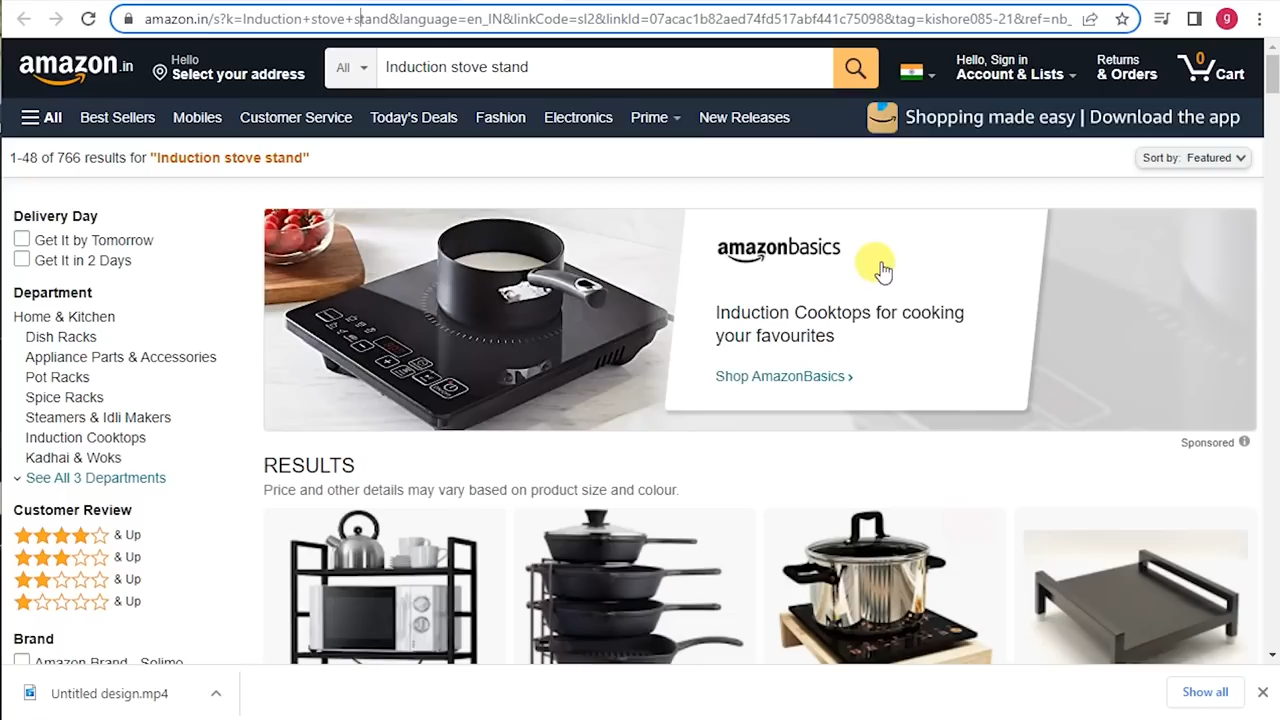 amazon.in/s?k=Induction+stove+stand&language=en_IN&linkCode=sl2&linkId=07acac1b82aed74fd517abf441c75098&tag=kishore085-21&ref=nb_
g
amazon.in
Hello
Select your address
All
Induction stove stand
Hello, Sign in
Account & Lists
Returns
& Orders
0
Cart
All
Best Sellers
Mobiles
Customer Service
Today's Deals
Fashion
Electronics
Prime
New Releases
Shopping made easy | Download the app
1-48 of 766 results for "Induction stove stand"
Sort by: Featured
Delivery Day
Get It by Tomorrow
Get It in 2 Days
Department
Home & Kitchen
Dish Racks
Appliance Parts & Accessories
Pot Racks
Spice Racks
Steamers & Idli Makers
Induction Cooktops
Kadhai & Woks
See All 3 Departments
Customer Review
& Up
& Up
& Up
& Up
Brand
Amazon Brand - Solimo
amazonbasics
Induction Cooktops for cooking
your favourites
Shop AmazonBasics ›
Sponsored
RESULTS
Price and other details may vary based on product size and colour.
Untitled design.mp4
Show all